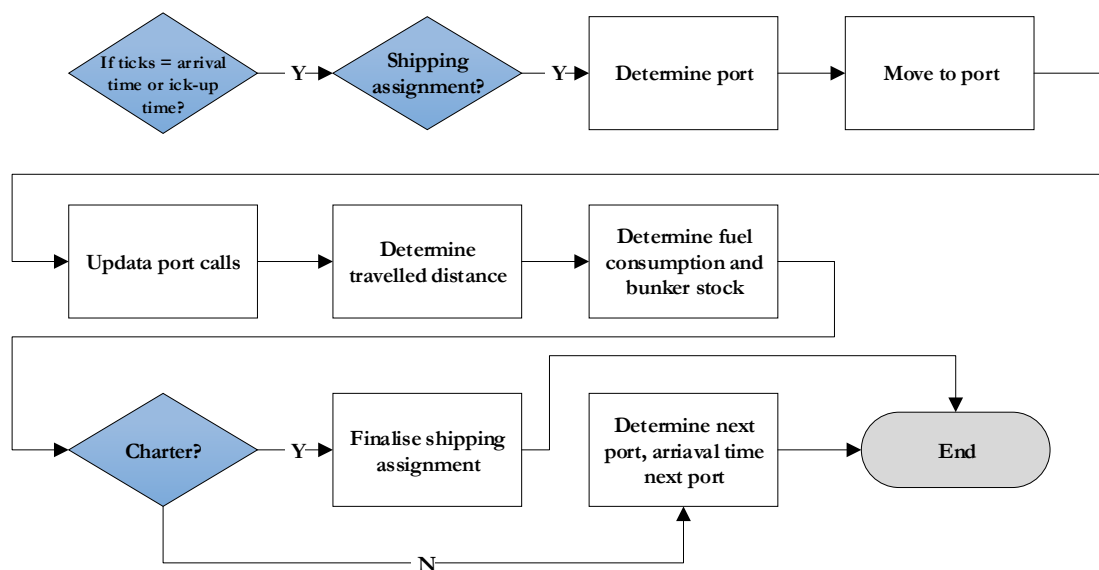 If ticks = arrival
time or ick-up
time?
Y
Shipping
assignment?
Y
Determine port
Move to port
Updata port calls
Determine
travelled distance
Determine fuel
consumption and
bunker stock
Charter?
Y
Finalise shipping
assignment
Determine next
port, arriaval time
next port
End
N